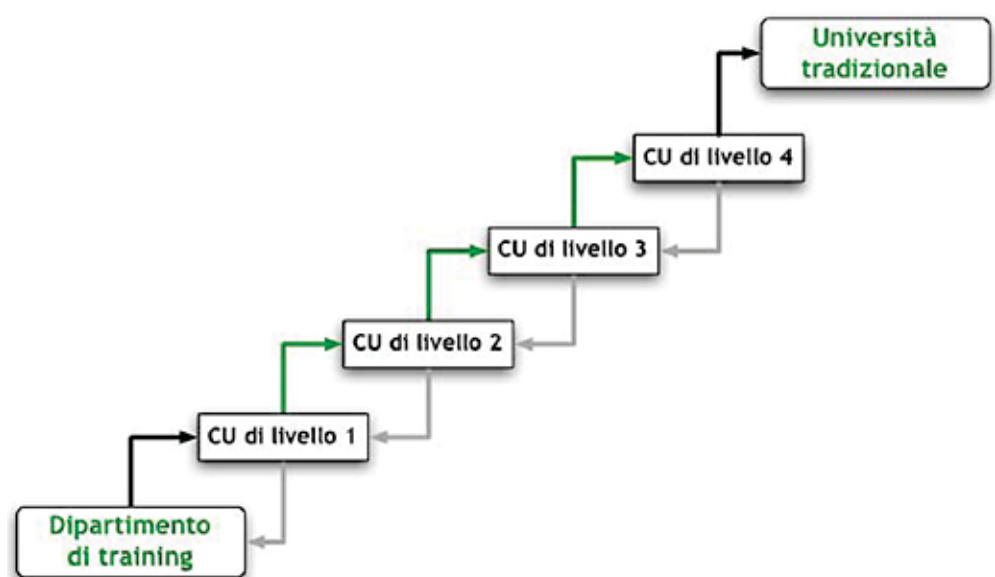 Università
tradizionale
CU di livello 4
CU di livello 3
CU di livello 2
CU di livello 1
Dipartimento
di training